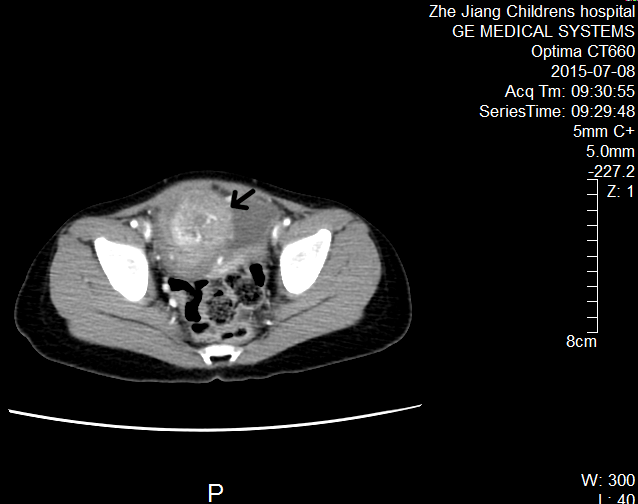 Zhe Jiang Childrens hospital
GE MEDICAL SYSTEMS
Optima CT660
2015-07-08
Acq Tm: 09:30:55
SeriesTime: 09:29:48
5mm C+
5.0mm
-227.2
Z: 1
8cm
P
W: 300
L: 40